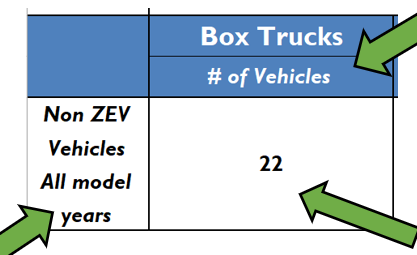 Box Trucks
# of Vehicles
Non ZEV
Vehicles
All model
years
22